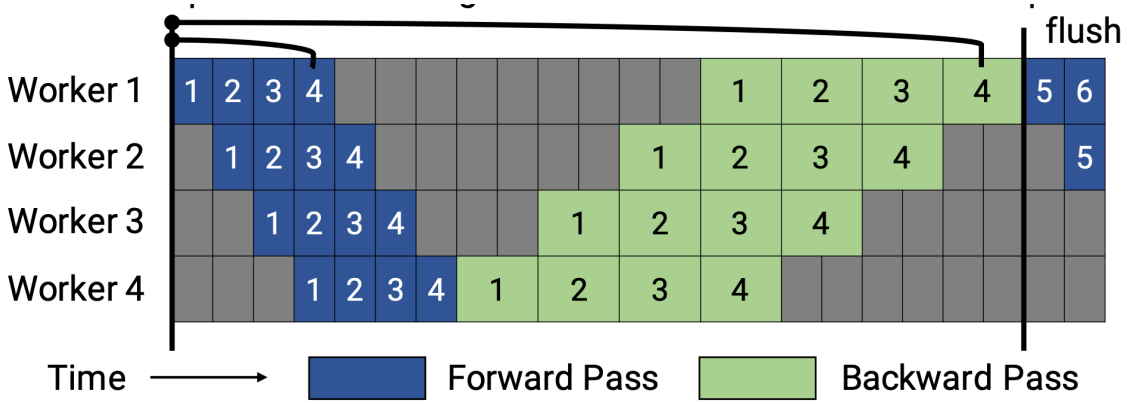 flush
Worker 1 1 2 3 4 1 2 3 4 5 6
Worker 2 1 2 3 4 1 2 3 4 5
Worker 3 1 2 3 4 1 2 3 4
Worker 4 1 2 3 4 1 2 3 4
Time Forward Pass Backward Pass